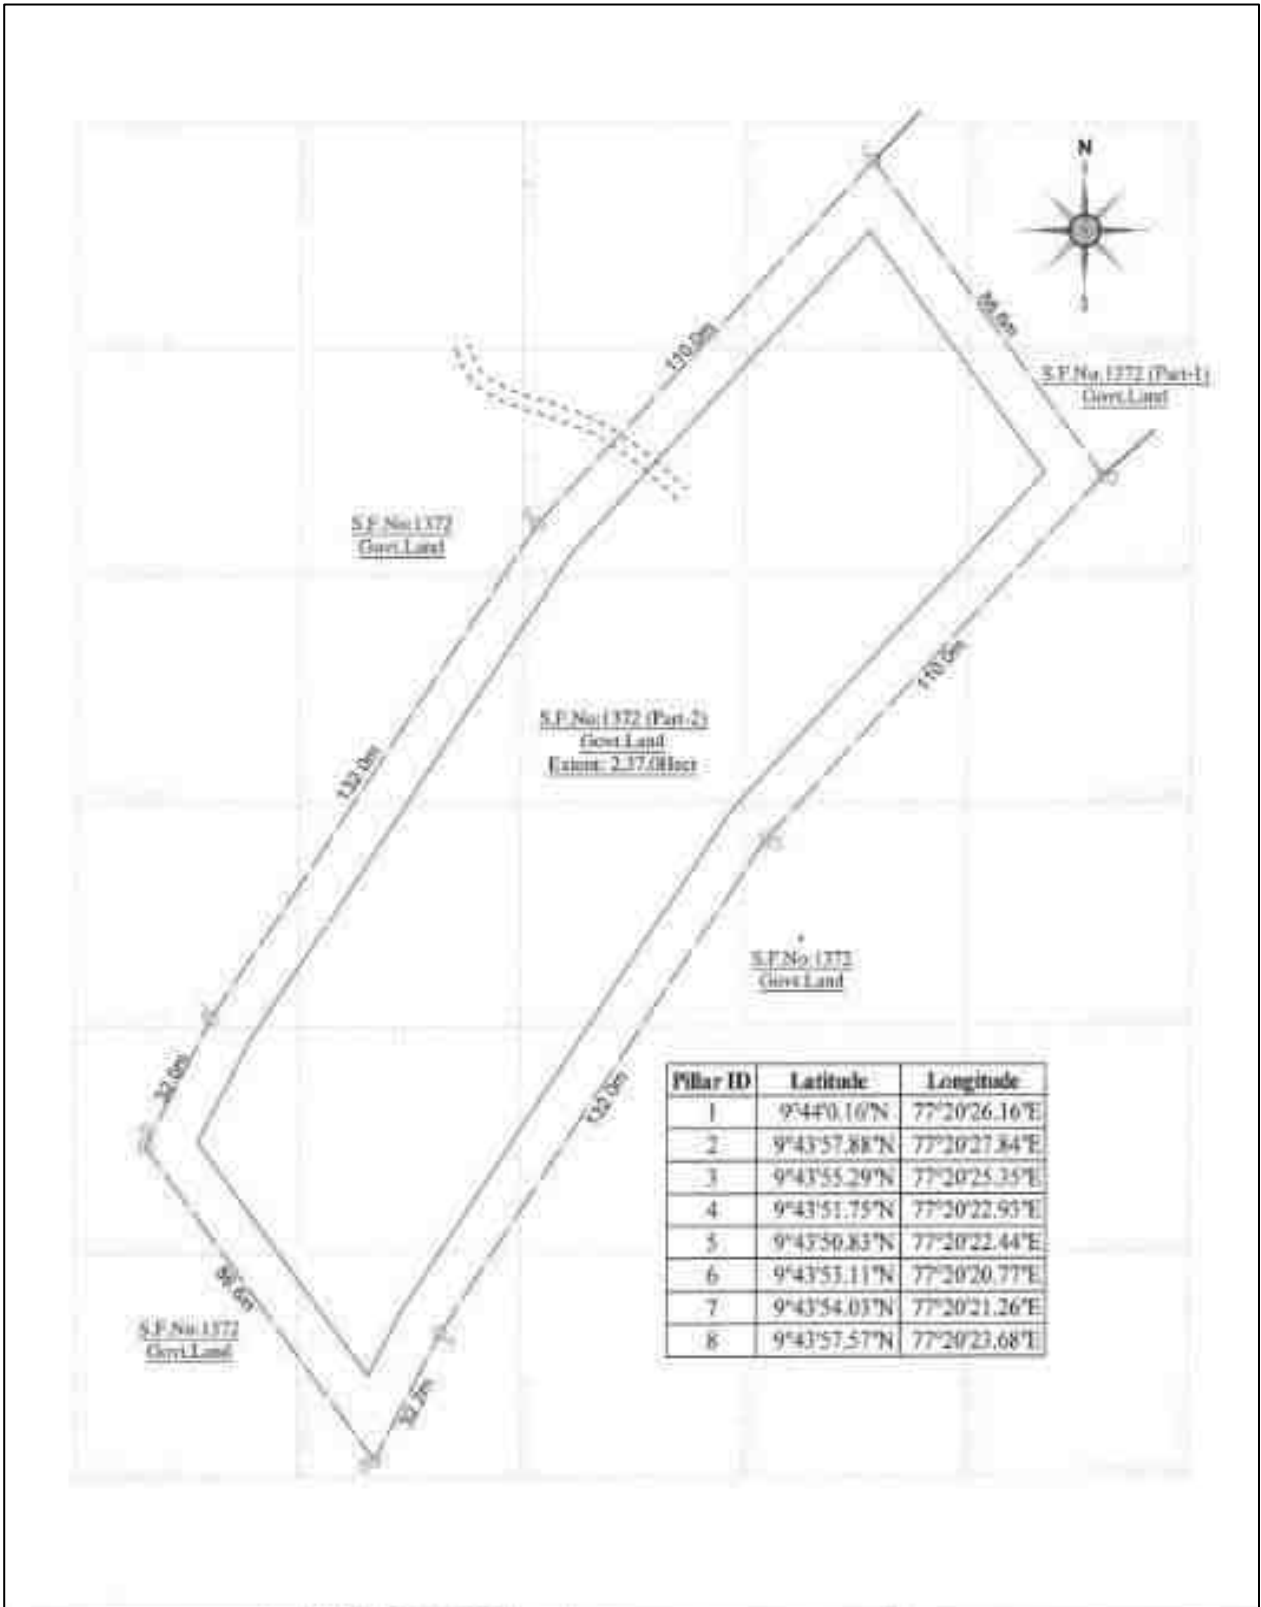 N
110.0m
S.F.No:1372 (Part-1)
Govt.Land
S.F.No:1372
Govt.Land
110.0m
S.F.No:1372 (Part-2)
Govt.Land
Extent: 2.37.0Hect
132.0m
S.F.No:1372
Govt.Land
32.0m
132.0m
Pillar ID Latitude Longitude
1 9°44'0.16"N 77°20'26.16"E
2 9°43'57.88"N 77°20'27.84"E
3 9°43'55.29"N 77°20'25.35"E
4 9°43'51.75"N 77°20'22.93"E
5 9°43'50.83"N 77°20'22.44"E
6 9°43'53.11"N 77°20'20.77"E
7 9°43'54.03"N 77°20'21.26"E
8 9°43'57.57"N 77°20'23.68"E
S.F.No:1372
Govt.Land
32.2m